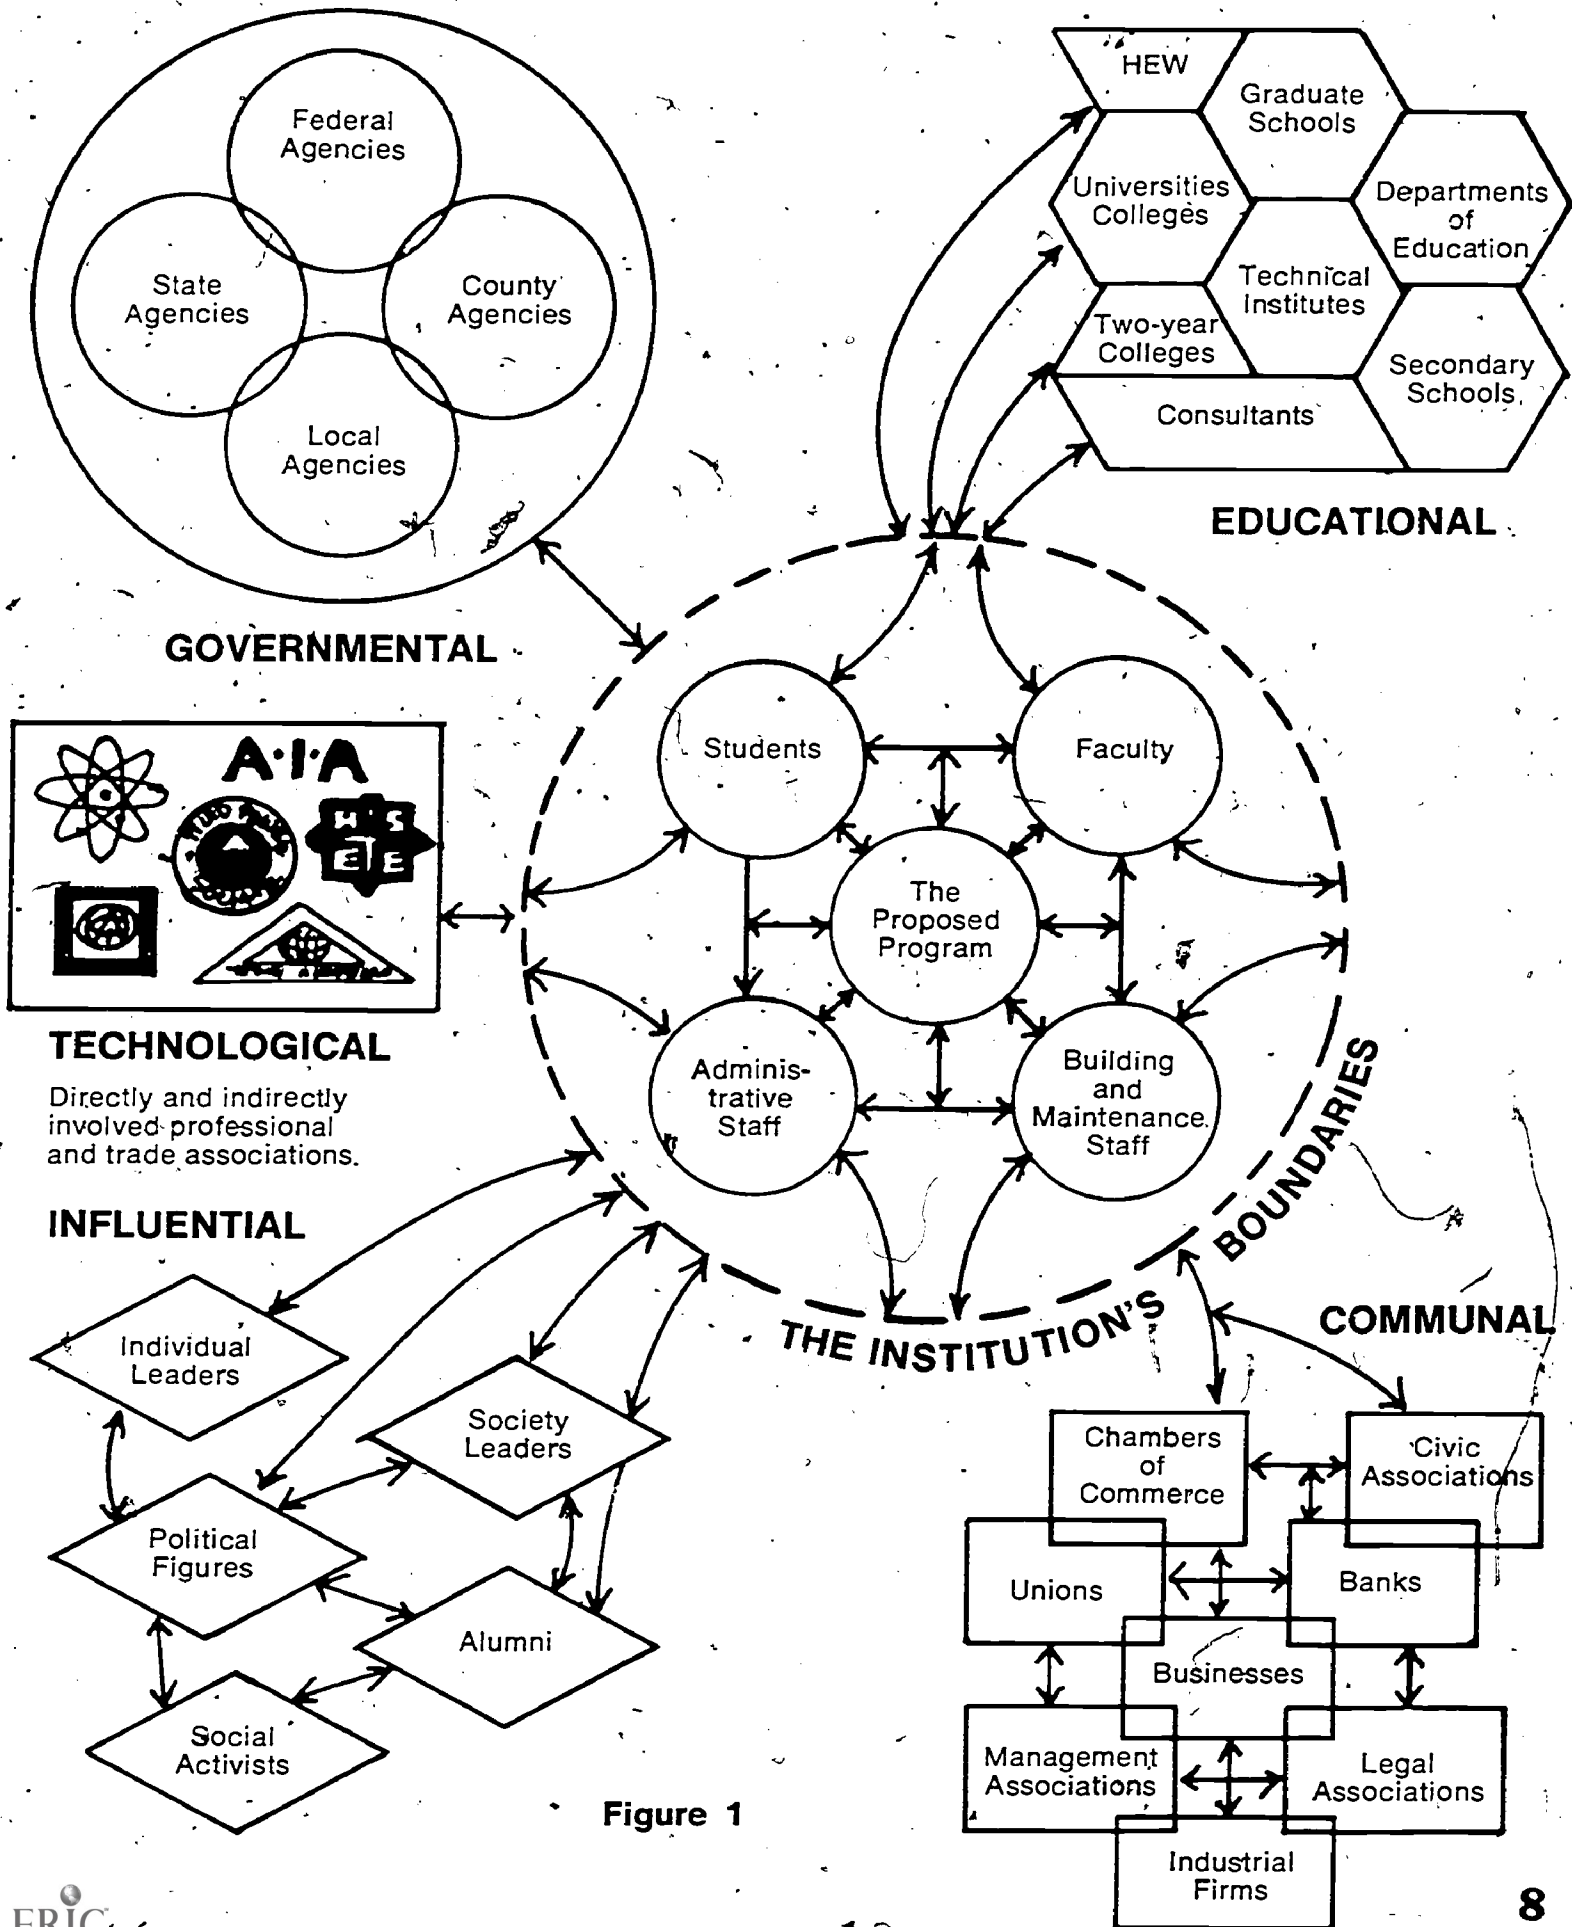 Federal
Agencies
State
Agencies
County
Agencies
Local
Agencies
GOVERNMENTAL
HEW
Graduate
Schools
Universities
Colleges
Departments
of
Education
Technical
Institutes
Two-year
Colleges
Secondary
Schools
Consultants
EDUCATIONAL
A·I·A
H S
E T E
TECHNOLOGICAL
Directly and indirectly
involved professional
and trade associations.
Students
Faculty
The
Proposed
Program
Adminis-
trative
Staff
Building
and
Maintenance
Staff
THE INSTITUTION'S BOUNDARIES
INFLUENTIAL
Individual
Leaders
Society
Leaders
Political
Figures
Alumni
Social
Activists
COMMUNAL
Chambers
of
Commerce
Civic
Associations
Unions
Banks
Businesses
Management
Associations
Legal
Associations
Industrial
Firms
Figure 1
8
ERIC